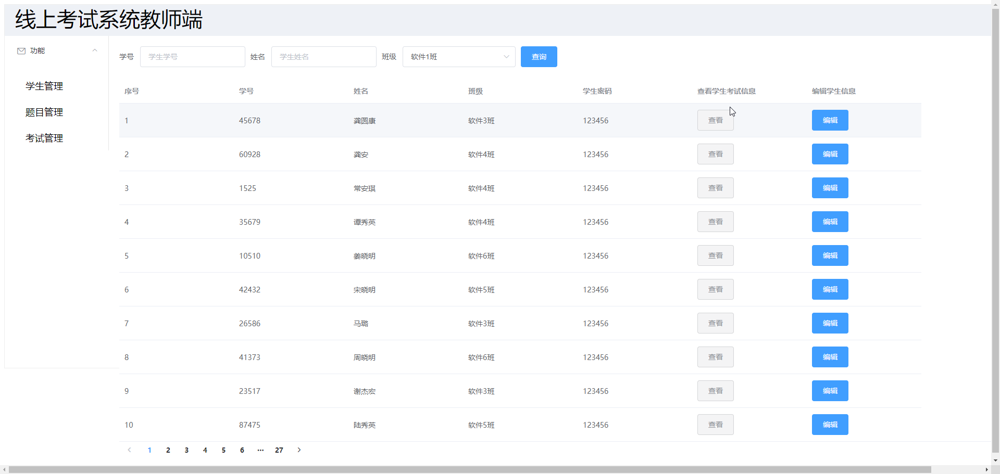 线上考试系统教师端
功能
学生管理
题目管理
考试管理
学号 学生学号 姓名 学生姓名 班级 软件1班 查询
序号 学号 姓名 班级 学生密码 查看学生考试信息 编辑学生信息
1 45678 龚圆康 软件3班 123456 查看 编辑
2 60928 龚安 软件4班 123456 查看 编辑
3 1525 常安琪 软件4班 123456 查看 编辑
4 35679 谭秀英 软件4班 123456 查看 编辑
5 10510 姜晓明 软件6班 123456 查看 编辑
6 42432 宋晓明 软件5班 123456 查看 编辑
7 26586 马璐 软件3班 123456 查看 编辑
8 41373 周晓明 软件6班 123456 查看 编辑
9 23517 谢杰宏 软件3班 123456 查看 编辑
10 87475 陆秀英 软件5班 123456 查看 编辑
1 2 3 4 5 6 ··· 27